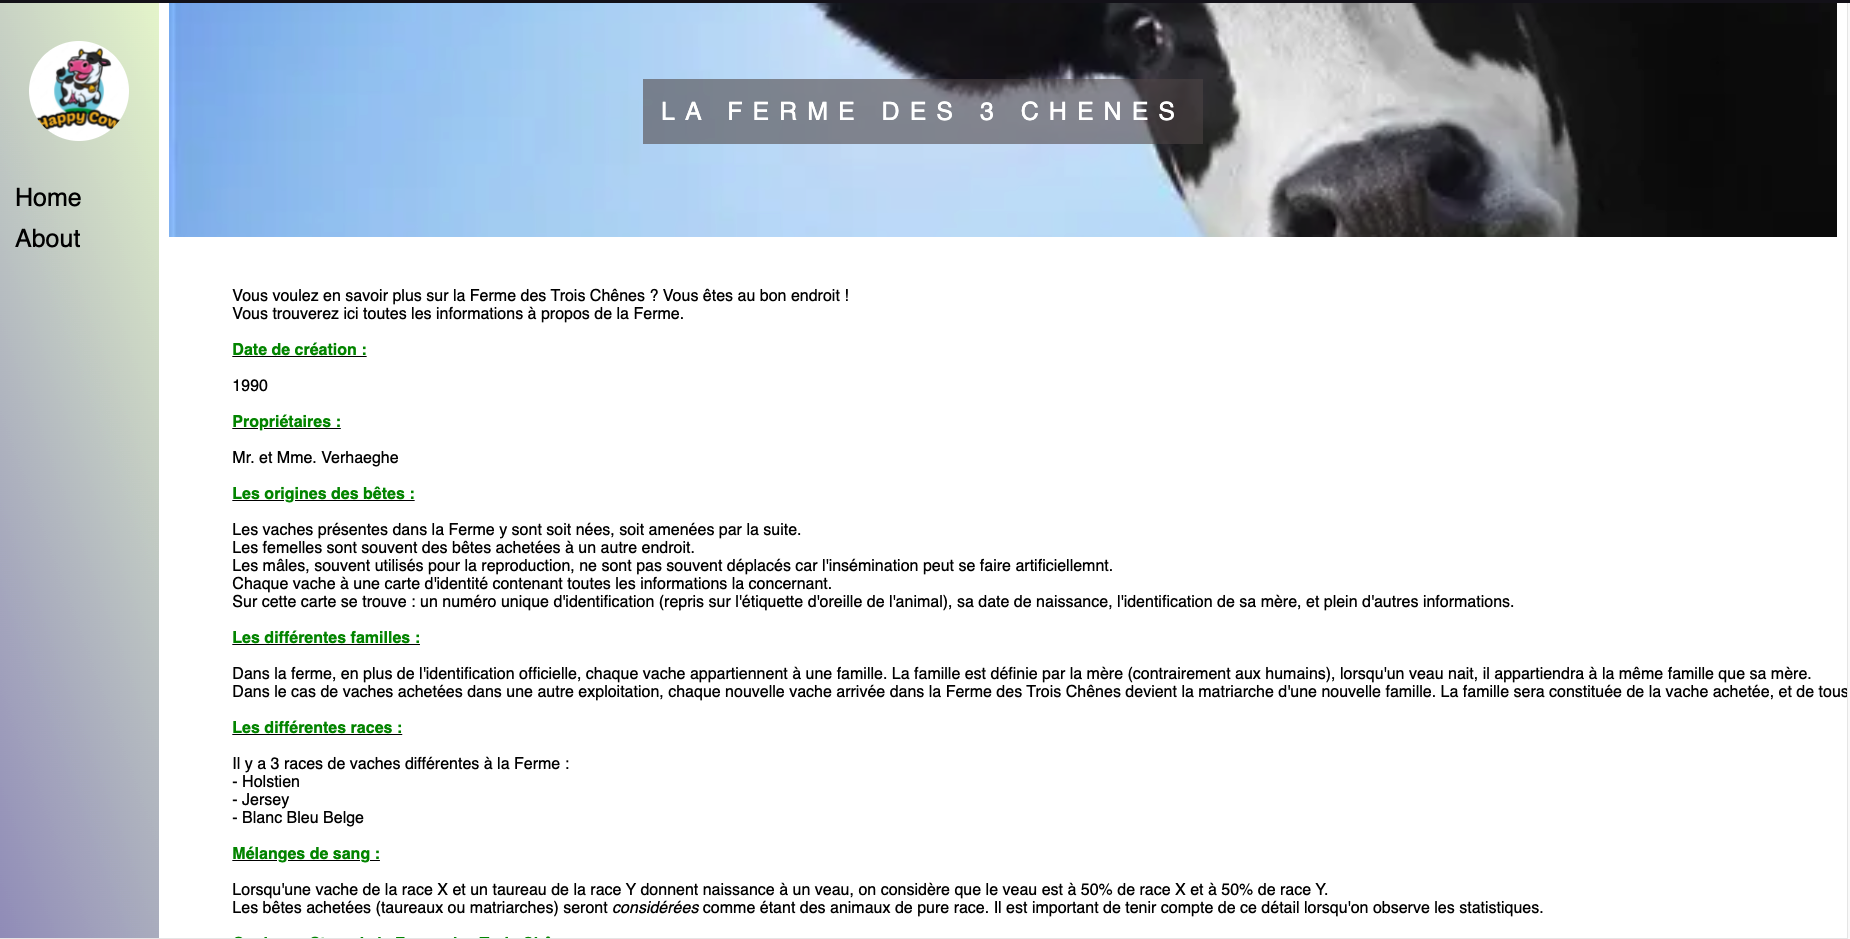 Happy Cow
LA FERME DES 3 CHENES
Home
About
Vous voulez en savoir plus sur la Ferme des Trois Chênes ? Vous êtes au bon endroit !
Vous trouverez ici toutes les informations à propos de la Ferme.
Date de création :
1990
Propriétaires :
Mr. et Mme. Verhaeghe
Les origines des bêtes :
Les vaches présentes dans la Ferme y sont soit nées, soit amenées par la suite.
Les femelles sont souvent des bêtes achetées à un autre endroit.
Les mâles, souvent utilisés pour la reproduction, ne sont pas souvent déplacés car l'insémination peut se faire artificiellemnt.
Chaque vache à une carte d'identité contenant toutes les informations la concernant.
Sur cette carte se trouve : un numéro unique d'identification (repris sur l'étiquette d'oreille de l'animal), sa date de naissance, l'identification de sa mère, et plein d'autres informations.
Les différentes familles :
Dans la ferme, en plus de l'identification officielle, chaque vache appartiennent à une famille. La famille est définie par la mère (contrairement aux humains), lorsqu'un veau nait, il appartiendra à la même famille que sa mère.
Dans le cas de vaches achetées dans une autre exploitation, chaque nouvelle vache arrivée dans la Ferme des Trois Chênes devient la matriarche d'une nouvelle famille. La famille sera constituée de la vache achetée, et de tous
Les différentes races :
Il y a 3 races de vaches différentes à la Ferme :
- Holstien
- Jersey
- Blanc Bleu Belge
Mélanges de sang :
Lorsqu'une vache de la race X et un taureau de la race Y donnent naissance à un veau, on considère que le veau est à 50% de race X et à 50% de race Y.
Les bêtes achetées (taureaux ou matriarches) seront considérées comme étant des animaux de pure race. Il est important de tenir compte de ce détail lorsqu'on observe les statistiques.